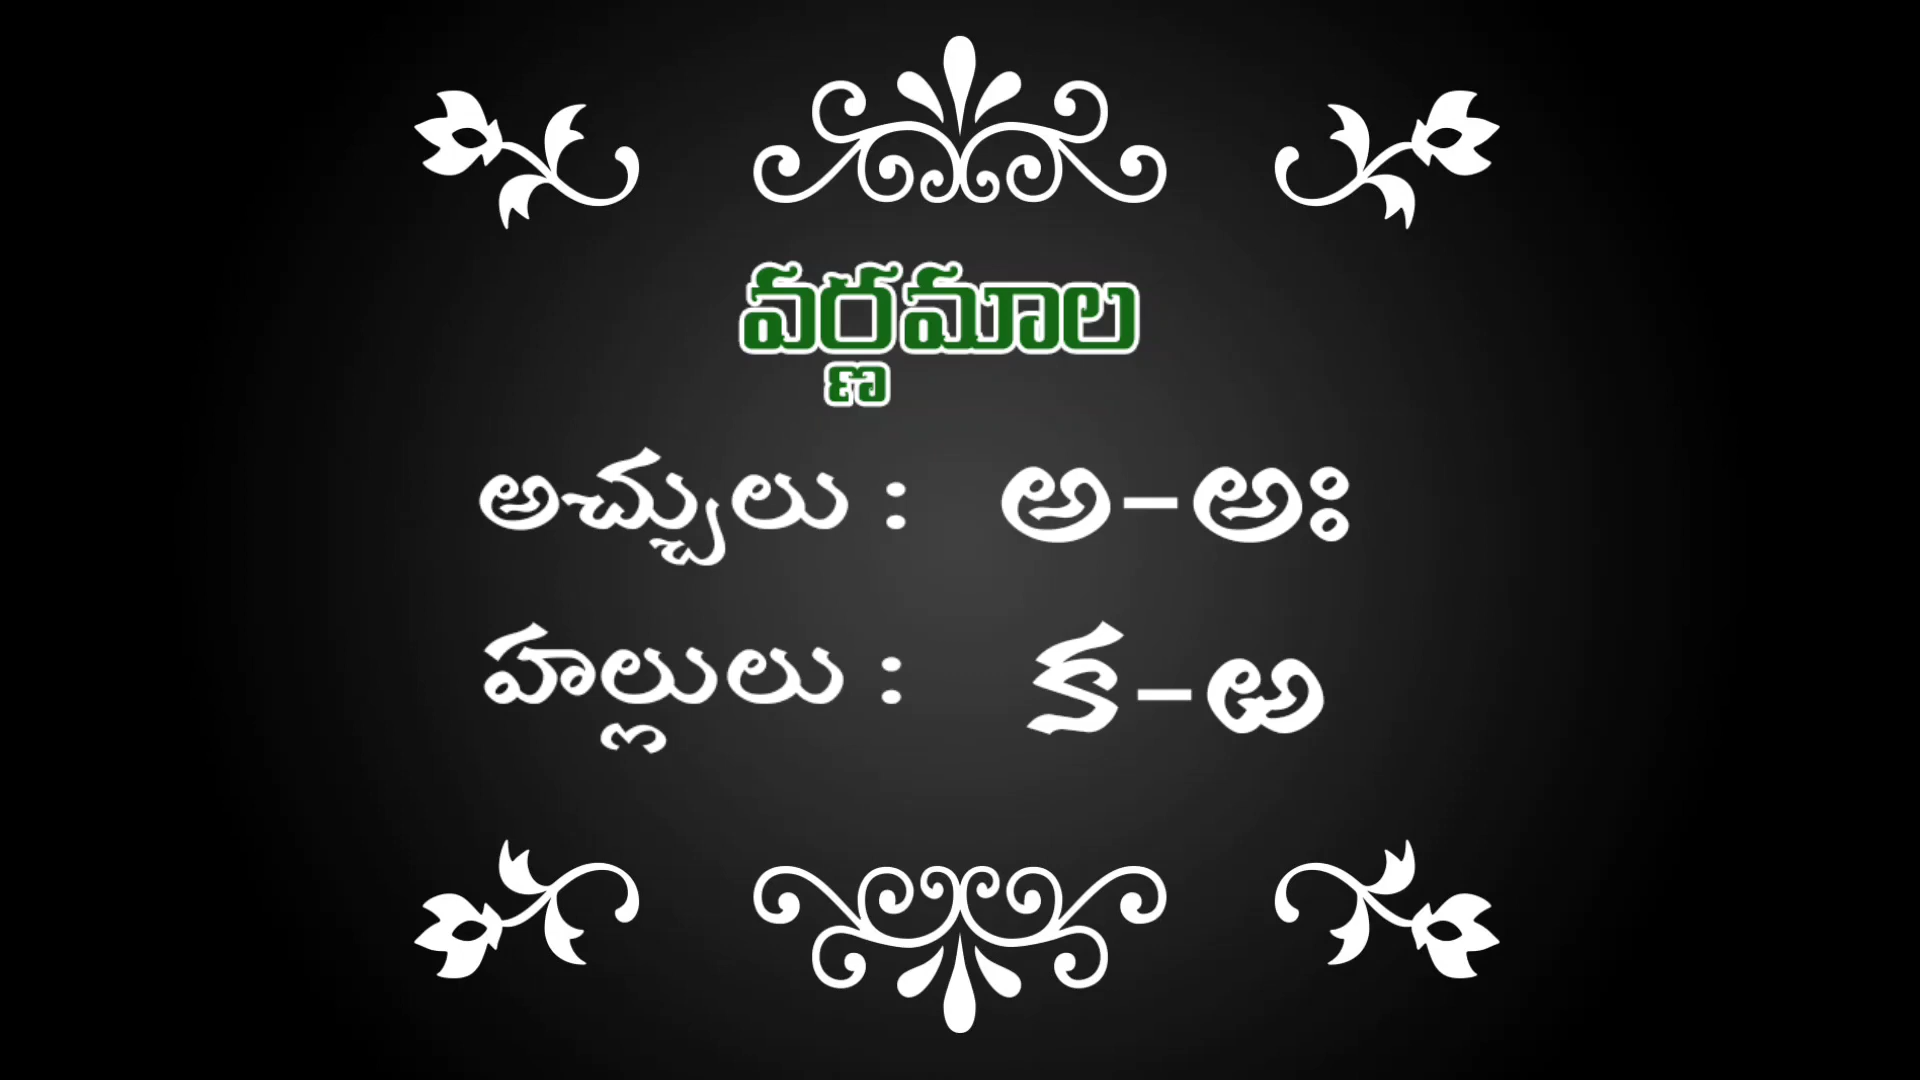 వర్ణమాల
అచ్చులు : అ-అః
హల్లులు : క-ఱ